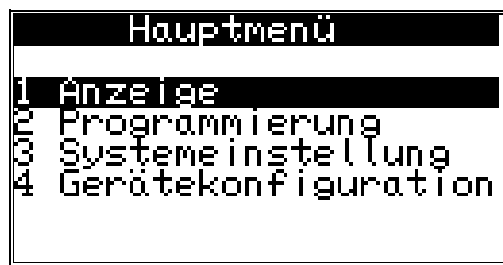 Hauptmenü
1 Anzeige
2 Programmierung
3 Systemeinstellung
4 Gerätekonfiguration